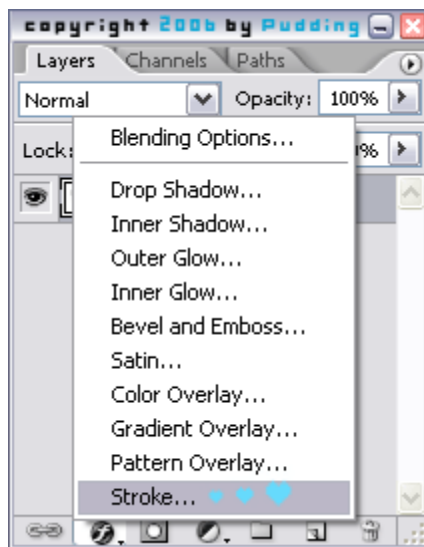 copyright 2006 by Pudding
Layers Channels Paths
Normal Opacity: 100%
Lock: %
Blending Options...
Drop Shadow...
Inner Shadow...
Outer Glow...
Inner Glow...
Bevel and Emboss...
Satin...
Color Overlay...
Gradient Overlay...
Pattern Overlay...
Stroke...